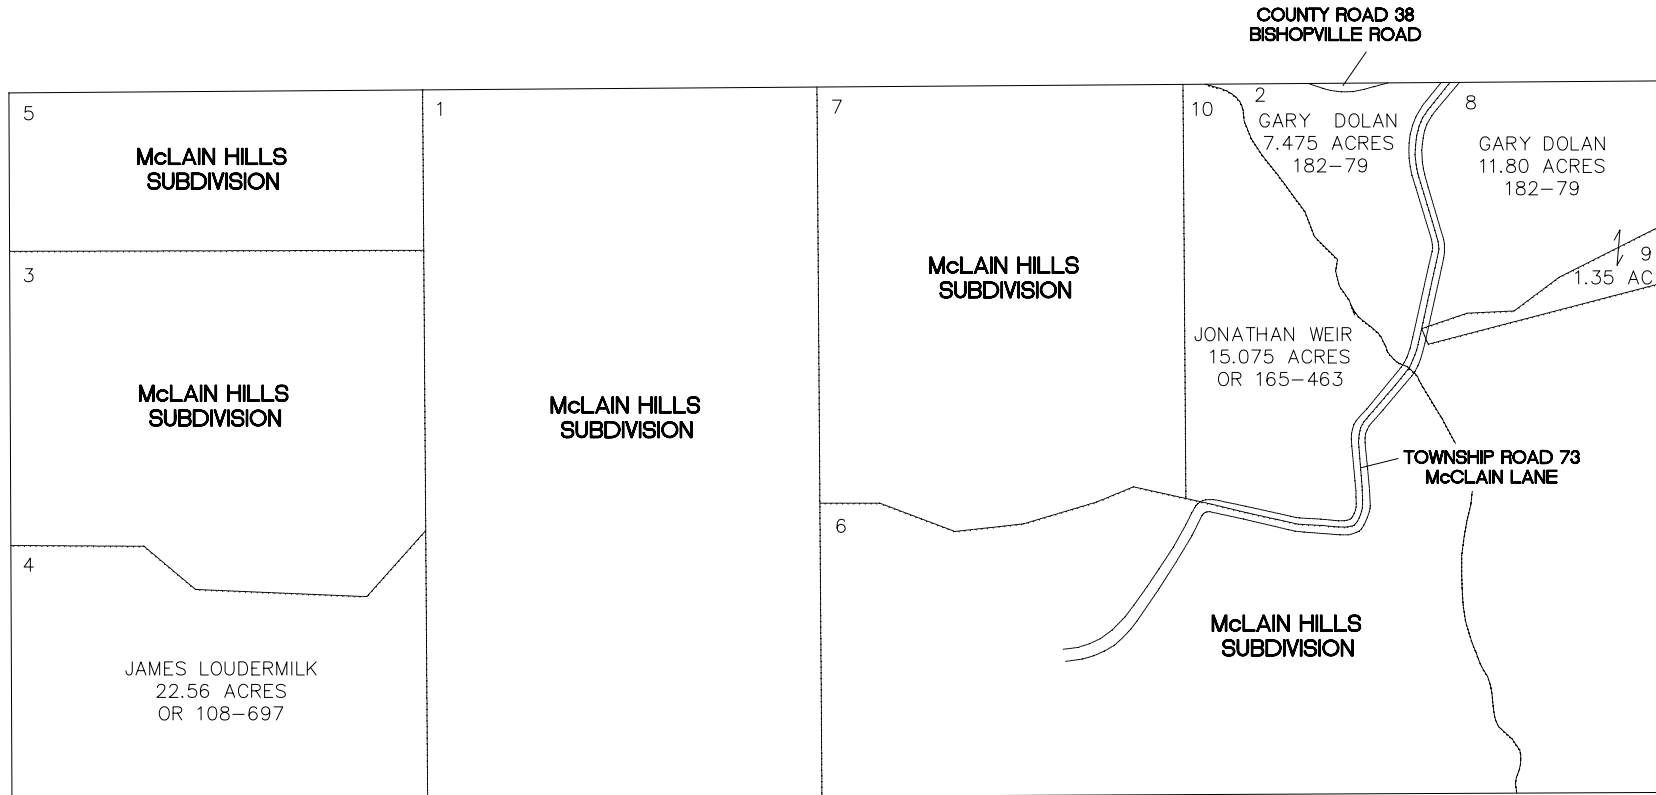 COUNTY ROAD 38
BISHOPVILLE ROAD
5
McLAIN HILLS
SUBDIVISION
1
7
10
2
GARY DOLAN
7.475 ACRES
182-79
8
GARY DOLAN
11.80 ACRES
182-79
9
1.35 AC
3
McLAIN HILLS
SUBDIVISION
McLAIN HILLS
SUBDIVISION
McLAIN HILLS
SUBDIVISION
JONATHAN WEIR
15.075 ACRES
OR 165-463
TOWNSHIP ROAD 73
McCLAIN LANE
6
4
JAMES LOUDERMILK
22.56 ACRES
OR 108-697
McLAIN HILLS
SUBDIVISION